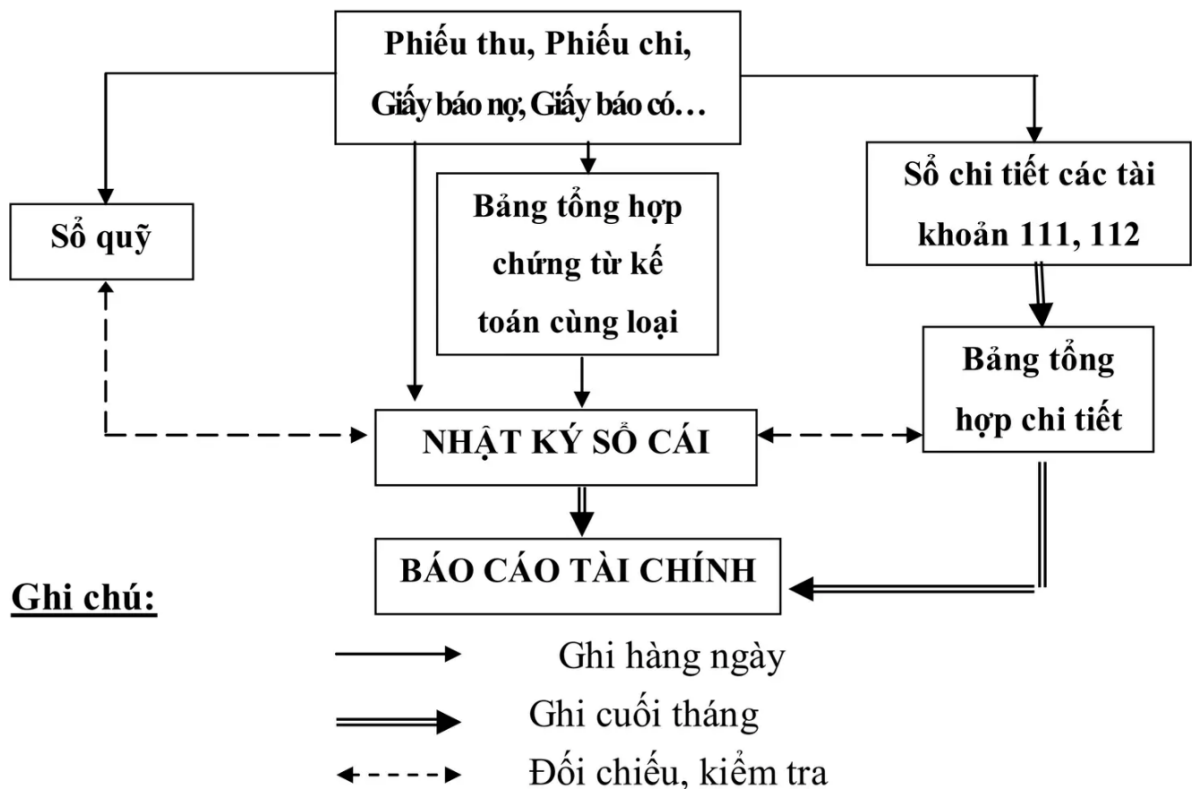 Phiếu thu, Phiếu chi,
Giấy báo nợ, Giấy báo có…
Sổ quỹ
Bảng tổng hợp
chứng từ kế
toán cùng loại
Sổ chi tiết các tài
khoản 111, 112
Bảng tổng
hợp chi tiết
NHẬT KÝ SỔ CÁI
BÁO CÁO TÀI CHÍNH
Ghi chú:
Ghi hàng ngày
Ghi cuối tháng
Đối chiếu, kiểm tra